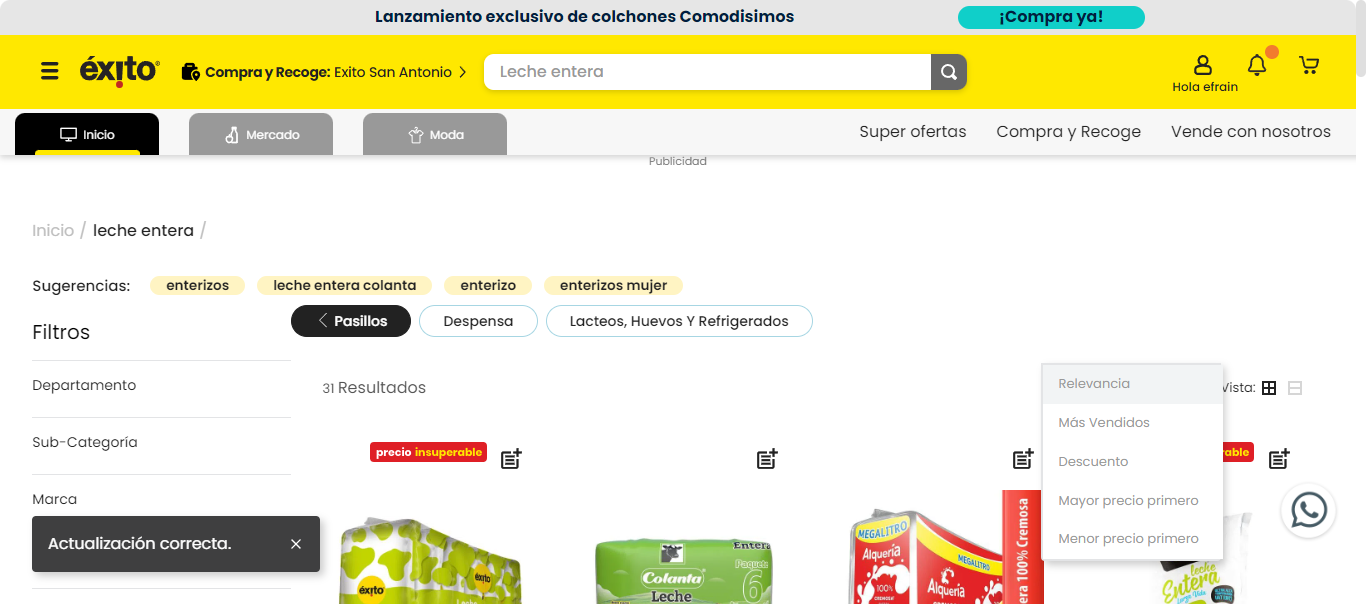 Lanzamiento exclusivo de colchones Comodisimos
¡Compra ya!
éxito
Compra y Recoge: Exito San Antonio
Leche entera
Hola efrain
Inicio
Mercado
Moda
Super ofertas
Compra y Recoge
Vende con nosotros
Publicidad
Inicio / leche entera /
Sugerencias:
enterizos
leche entera colanta
enterizo
enterizos mujer
Filtros
Pasillos
Despensa
Lacteos, Huevos Y Refrigerados
Departamento
31 Resultados
Relevancia
Vista:
Más Vendidos
Descuento
Mayor precio primero
Menor precio primero
Sub-Categoría
precio insuperable
rable
Marca
Actualización correcta.
éxito
éxito
Entera
Paquete
6
Colanta
Leche
MEGALITRO
Alquería
100%
CREMOSA
MEGALITRO
Alquería
era 100% Cremosa
leche
Entera
Larga Vida